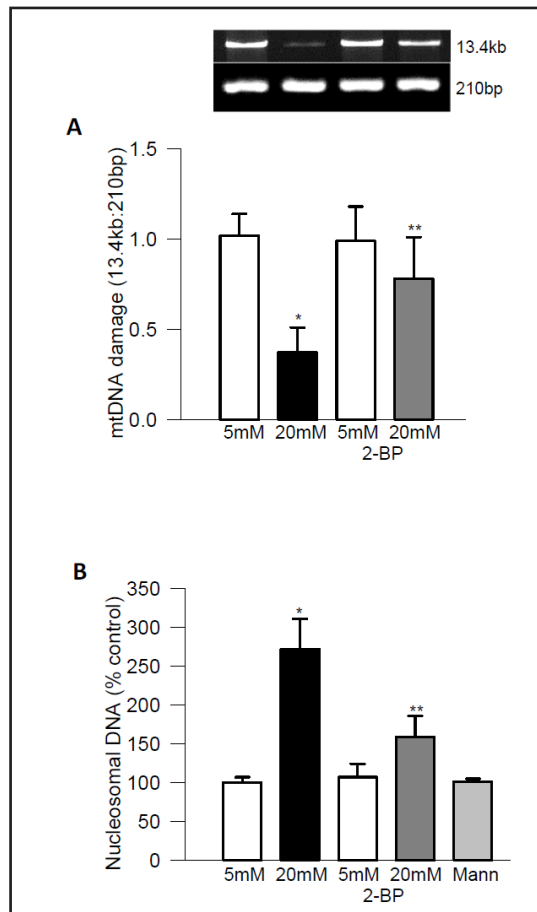 13.4kb
210bp
A
mtDNA damage (13.4kb:210bp)
1.5
1.0
0.5
0.0
*
**
5mM 20mM 5mM 20mM
2-BP
B
Nucleosomal DNA (% control)
350
300
250
200
150
100
50
0
*
**
5mM 20mM 5mM 20mM Mann
2-BP